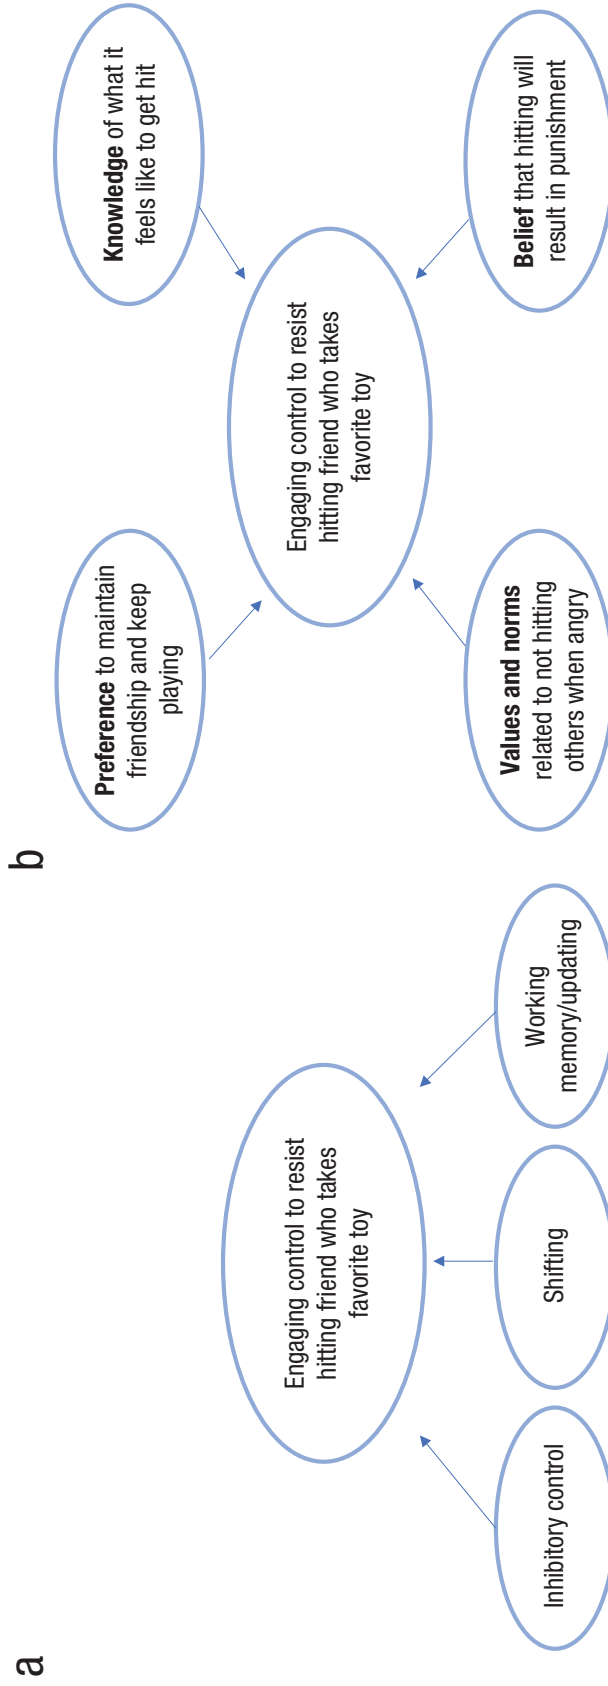 a
Engaging control to resist
hitting friend who takes
favorite toy
Inhibitory control
Shifting
Working
memory/updating
b
Preference to maintain
friendship and keep
playing
Knowledge of what it
feels like to get hit
Engaging control to resist
hitting friend who takes
favorite toy
Values and norms
related to not hitting
others when angry
Belief that hitting will
result in punishment